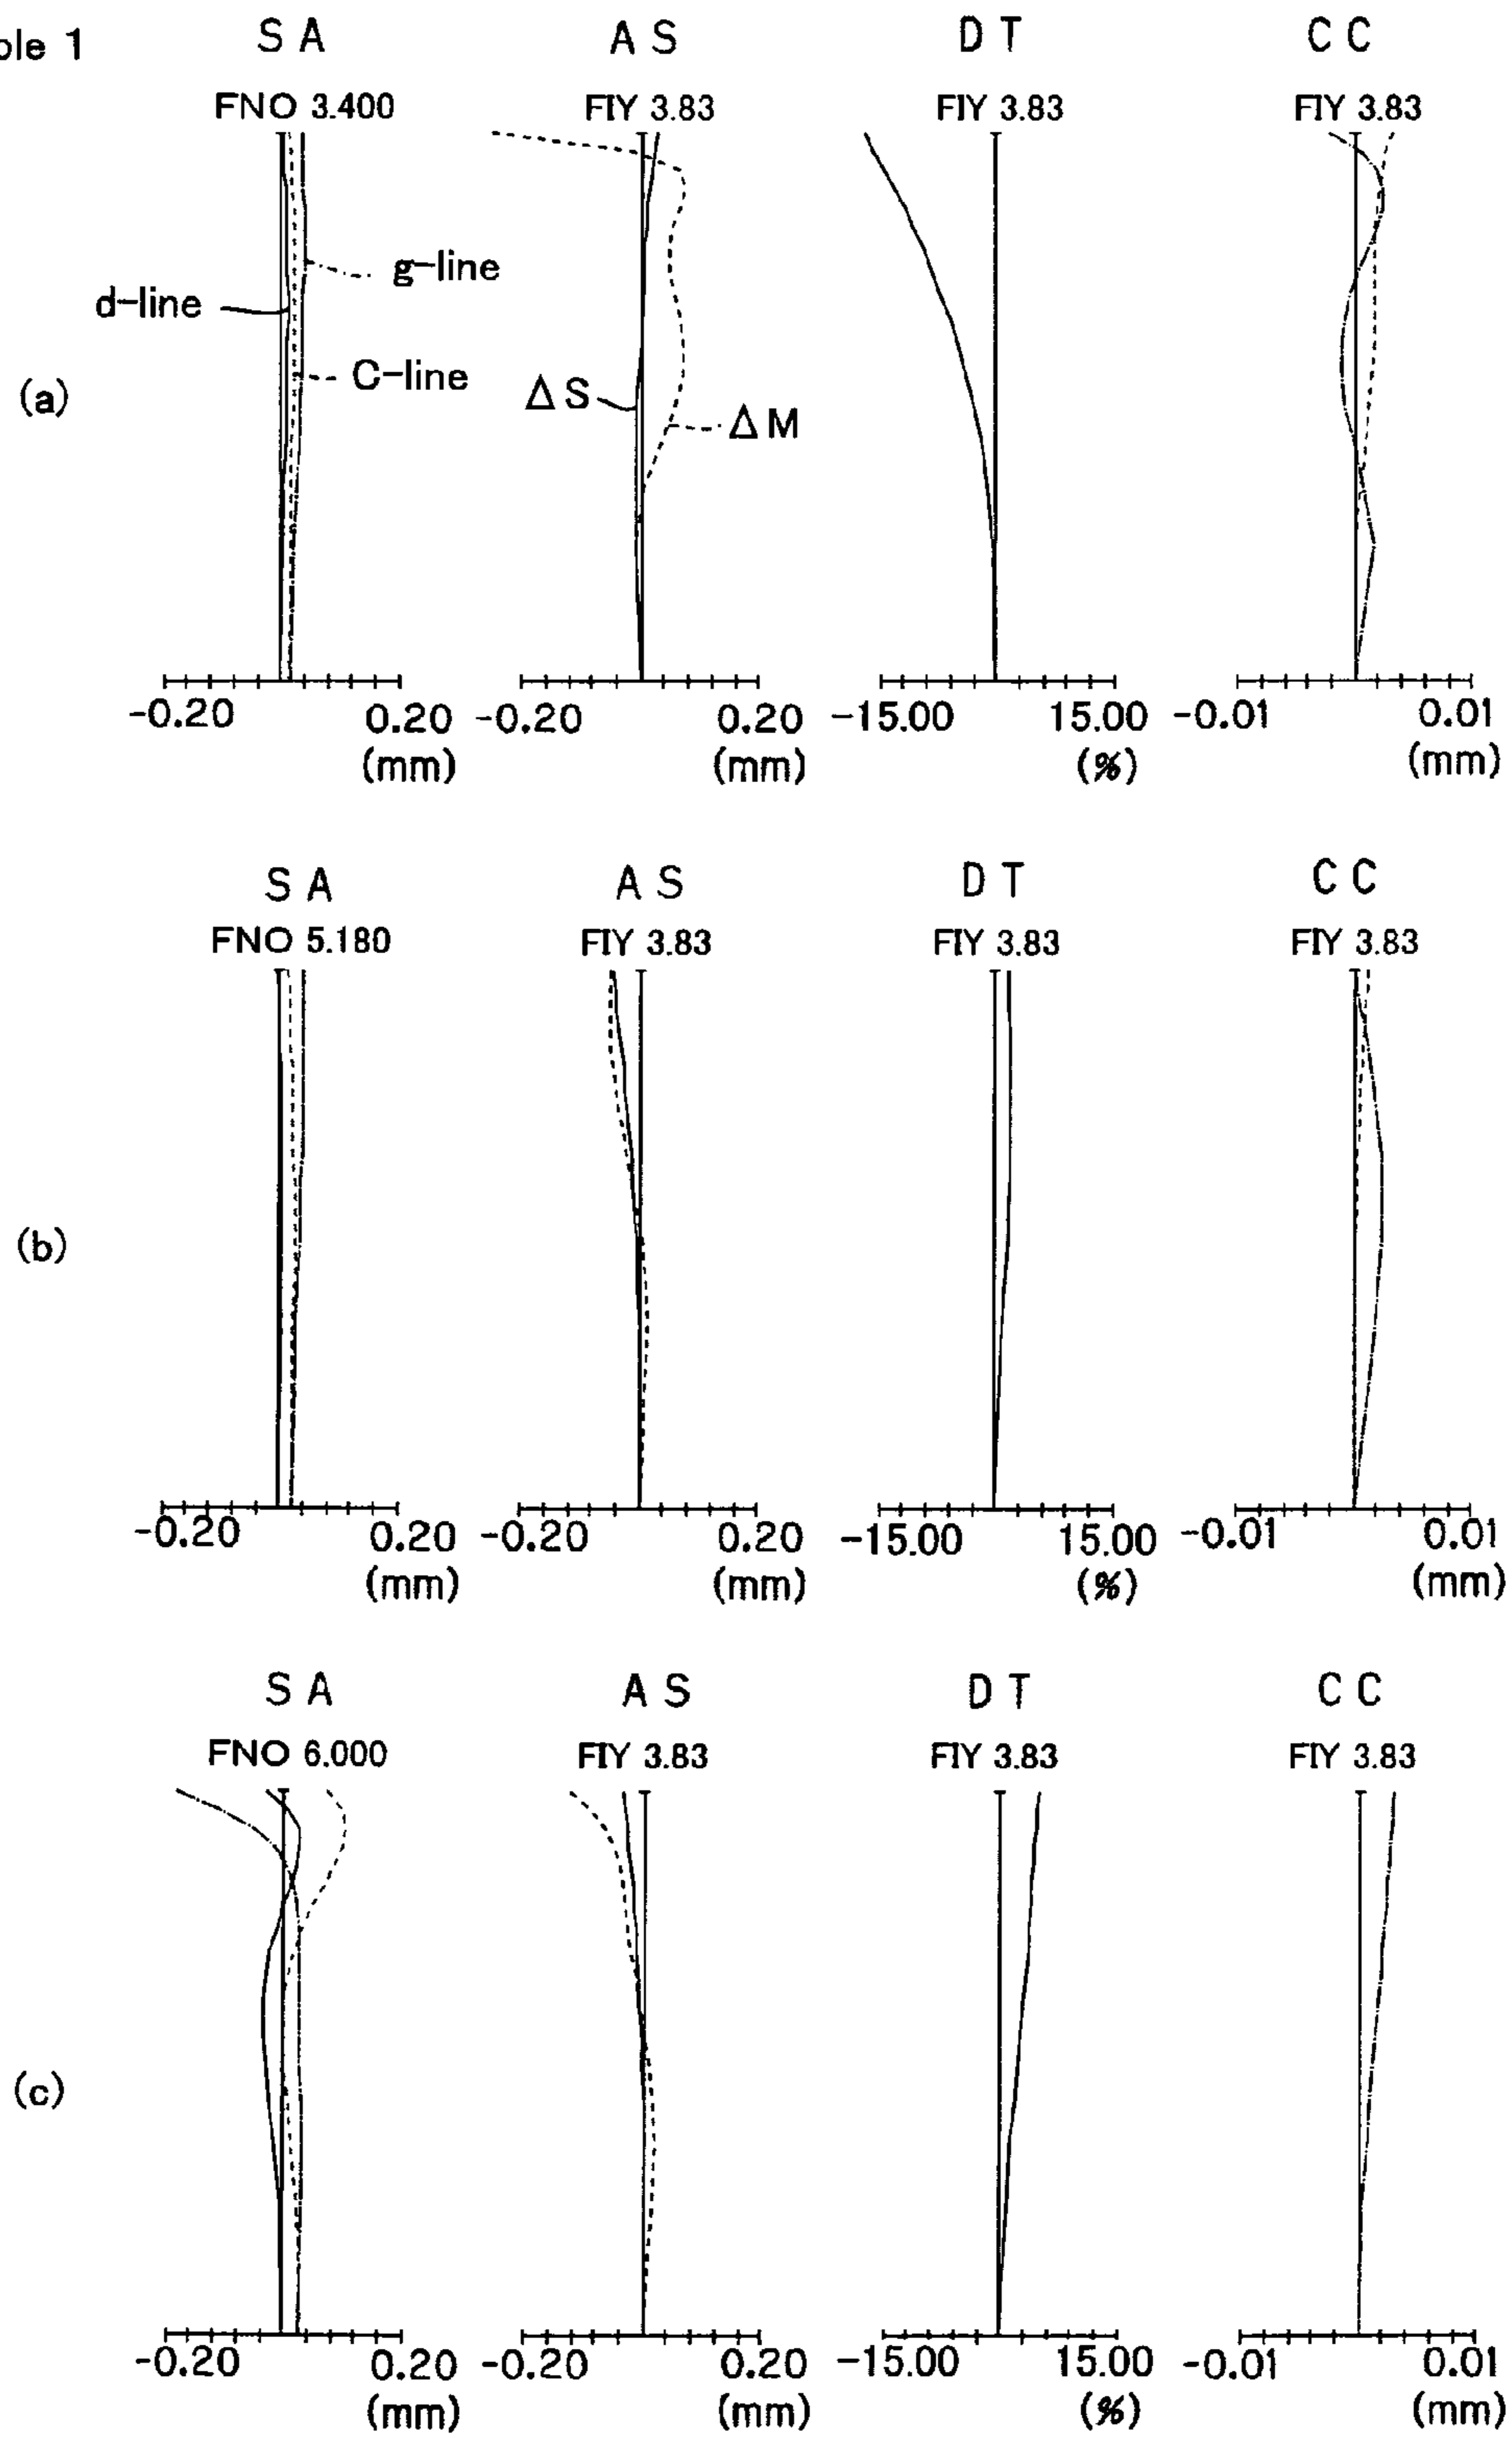 ple 1
S A A S D T C C
FNO 3.400 FIY 3.83 FIY 3.83 FIY 3.83
g-line
d-line
C-line
(a)
ΔS
ΔM
-0.20 0.20 -0.20 0.20 -15.00 15.00 -0.01 0.01
(mm) (mm) (%) (mm)
S A A S D T C C
FNO 5.180 FIY 3.83 FIY 3.83 FIY 3.83
(b)
-0.20 0.20 -0.20 0.20 -15.00 15.00 -0.01 0.01
(mm) (mm) (%) (mm)
S A A S D T C C
FNO 6.000 FIY 3.83 FIY 3.83 FIY 3.83
(c)
-0.20 0.20 -0.20 0.20 -15.00 15.00 -0.01 0.01
(mm) (mm) (%) (mm)